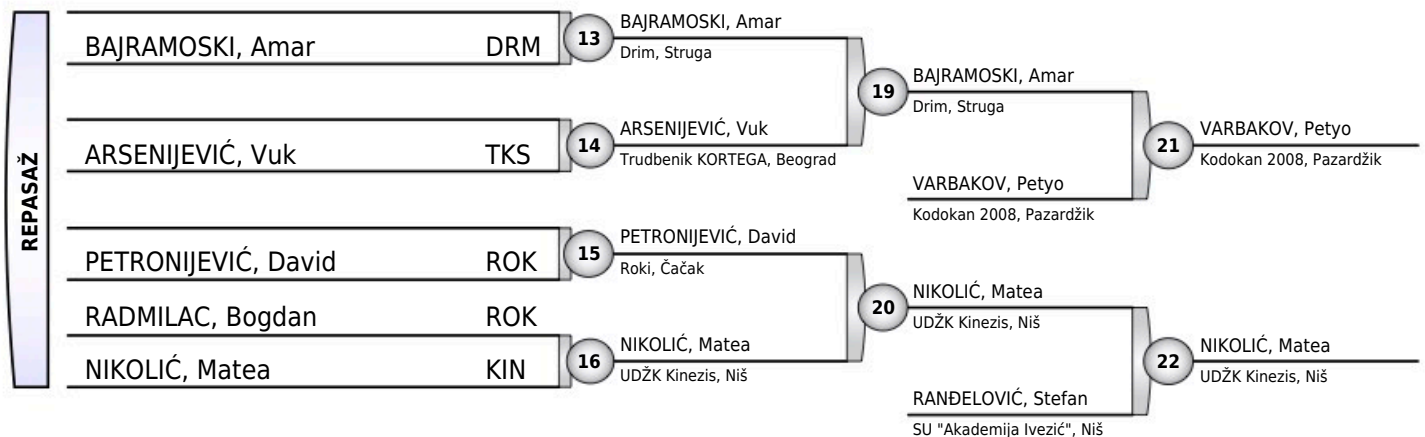 REPASAŽ
BAJRAMOSKI, Amar DRM
ARSENIJEVIĆ, Vuk TKS
PETRONIJEVIĆ, David ROK
RADMILAC, Bogdan ROK
NIKOLIĆ, Matea KIN
13
BAJRAMOSKI, Amar
Drim, Struga
14
ARSENIJEVIĆ, Vuk
Trudbenik KORTEGA, Beograd
15
PETRONIJEVIĆ, David
Roki, Čačak
16
NIKOLIĆ, Matea
UDŽK Kinezis, Niš
19
BAJRAMOSKI, Amar
Drim, Struga
VARBAKOV, Petyo
Kodokan 2008, Pazardžik
20
NIKOLIĆ, Matea
UDŽK Kinezis, Niš
RANĐELOVIĆ, Stefan
SU "Akademija Ivezić", Niš
21
VARBAKOV, Petyo
Kodokan 2008, Pazardžik
22
NIKOLIĆ, Matea
UDŽK Kinezis, Niš